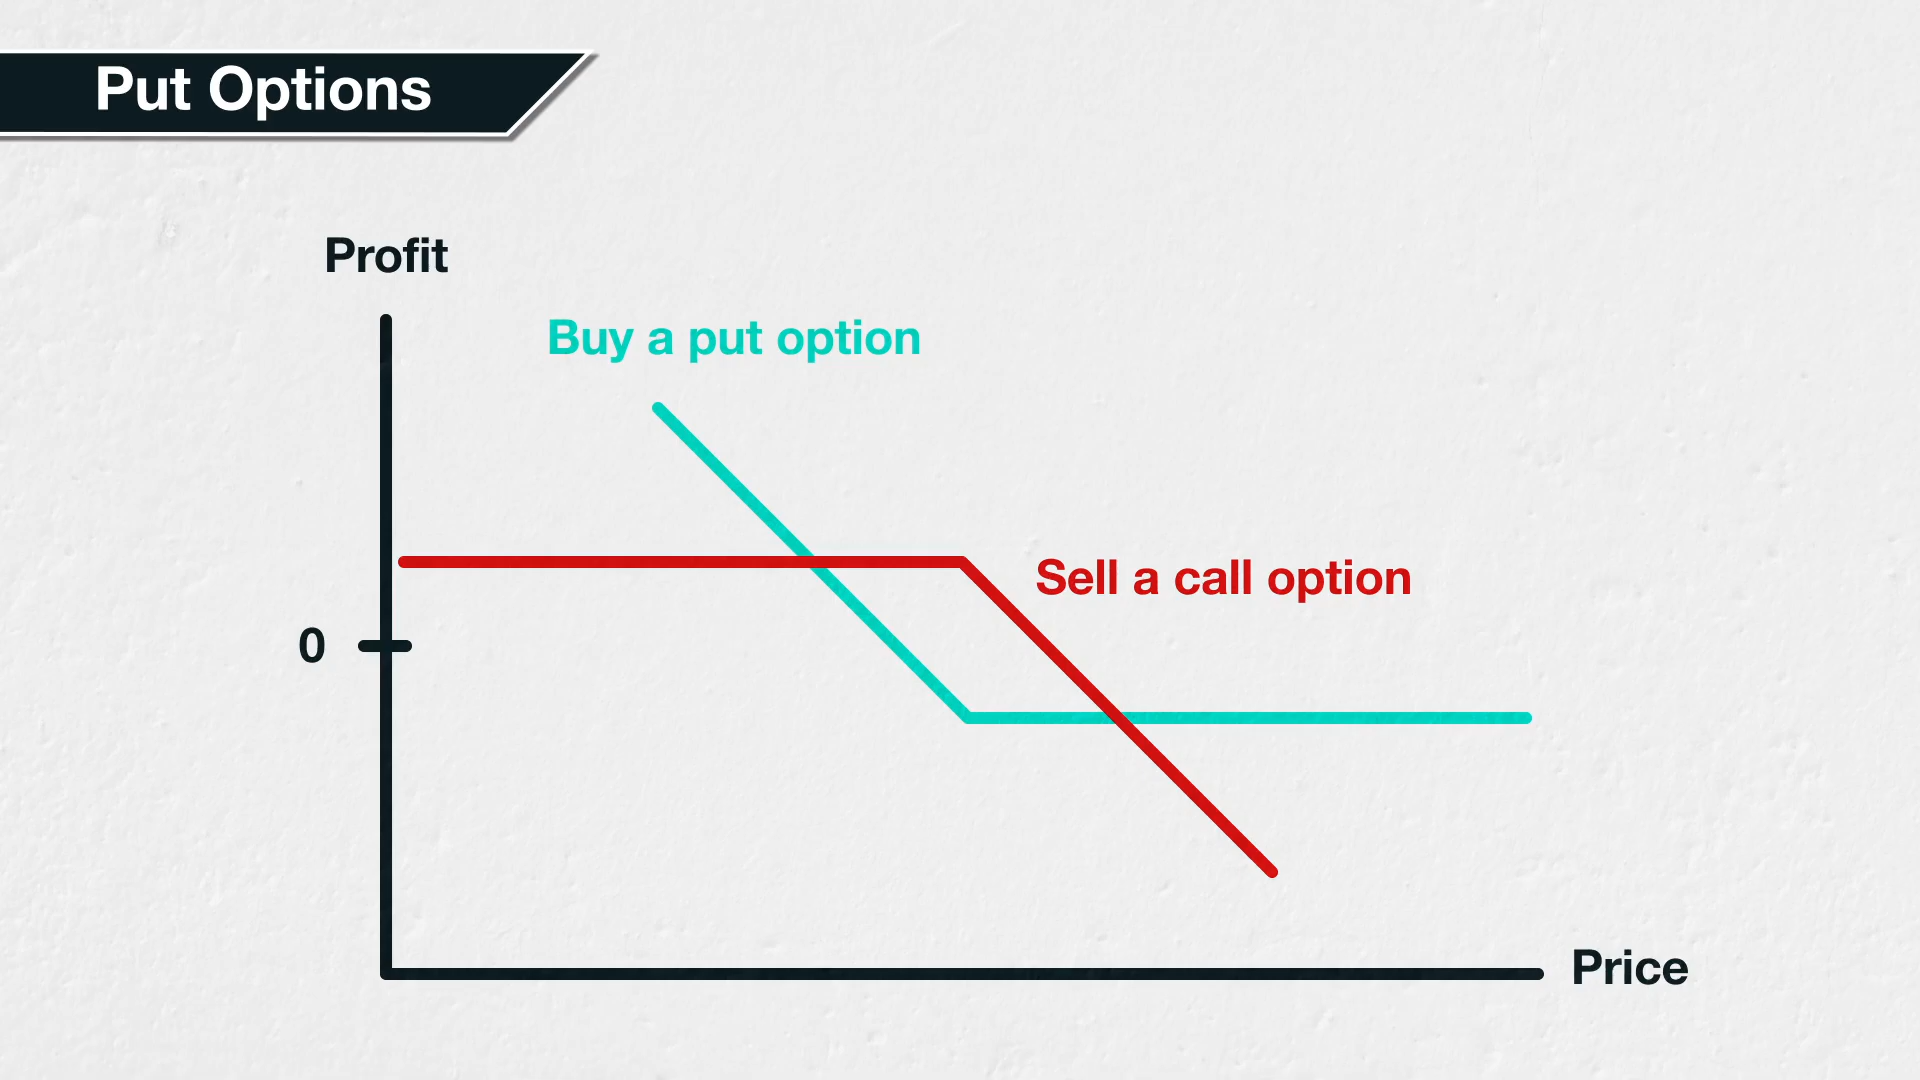 Put Options
Profit
Buy a put option
Sell a call option
0
Price